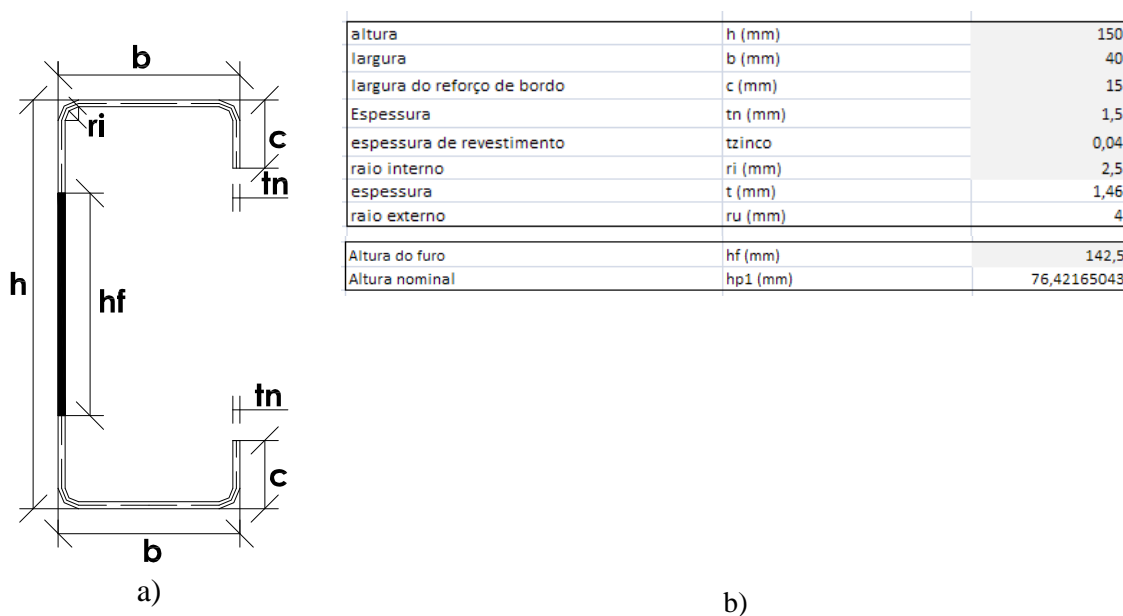 b
ri
c
tn
h
hf
tn
c
b
a)
altura h (mm) 150
largura b (mm) 40
largura do reforço de bordo c (mm) 15
Espessura tn (mm) 1,5
espessura de revestimento tzinco 0,04
raio interno ri (mm) 2,5
espessura t (mm) 1,46
raio externo ru (mm) 4
Altura do furo hf (mm) 142,5
Altura nominal hp1 (mm) 76,42165043
b)